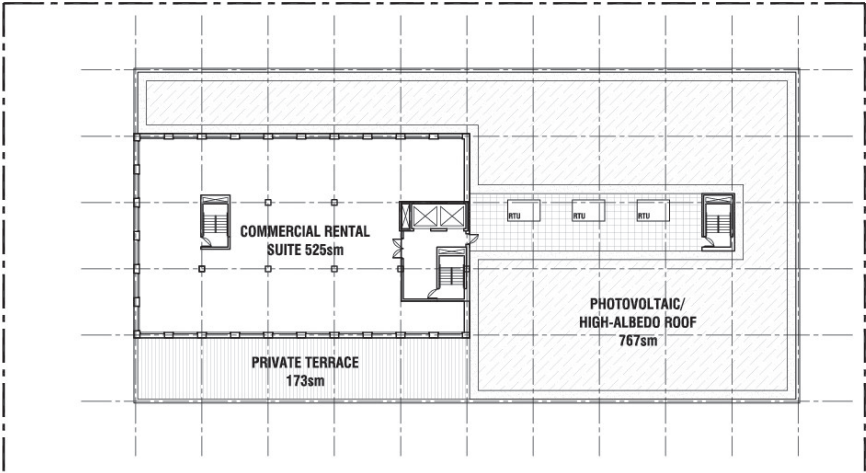 RTU
RTU
RTU
COMMERCIAL RENTAL
SUITE 525sm
PHOTOVOLTAIC/
HIGH-ALBEDO ROOF
767sm
PRIVATE TERRACE
173sm